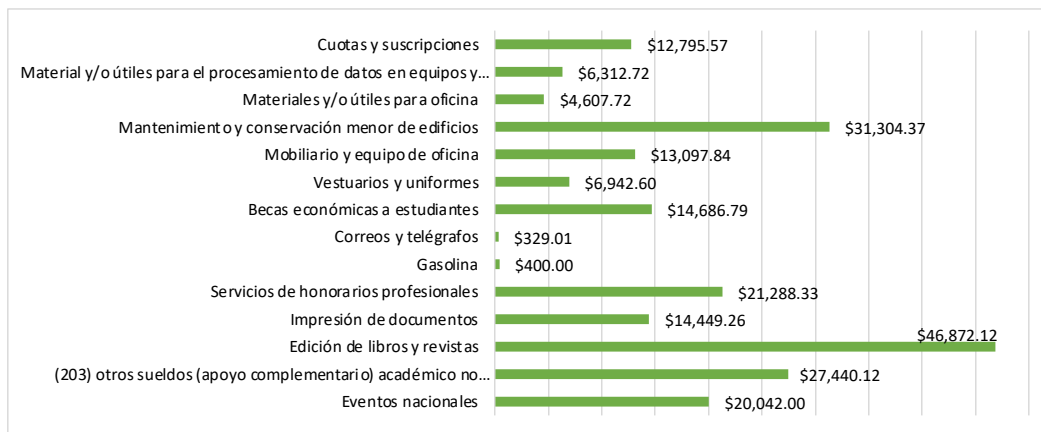 Cuotas y suscripciones $12,795.57
Material y/o útiles para el procesamiento de datos en equipos y... $6,312.72
Materiales y/o útiles para oficina $4,607.72
Mantenimiento y conservación menor de edificios $31,304.37
Mobiliario y equipo de oficina $13,097.84
Vestuarios y uniformes $6,942.60
Becas económicas a estudiantes $14,686.79
Correos y telégrafos $329.01
Gasolina $400.00
Servicios de honorarios profesionales $21,288.33
Impresión de documentos $14,449.26
Edición de libros y revistas $46,872.12
(203) otros sueldos (apoyo complementario) académico no... $27,440.12
Eventos nacionales $20,042.00